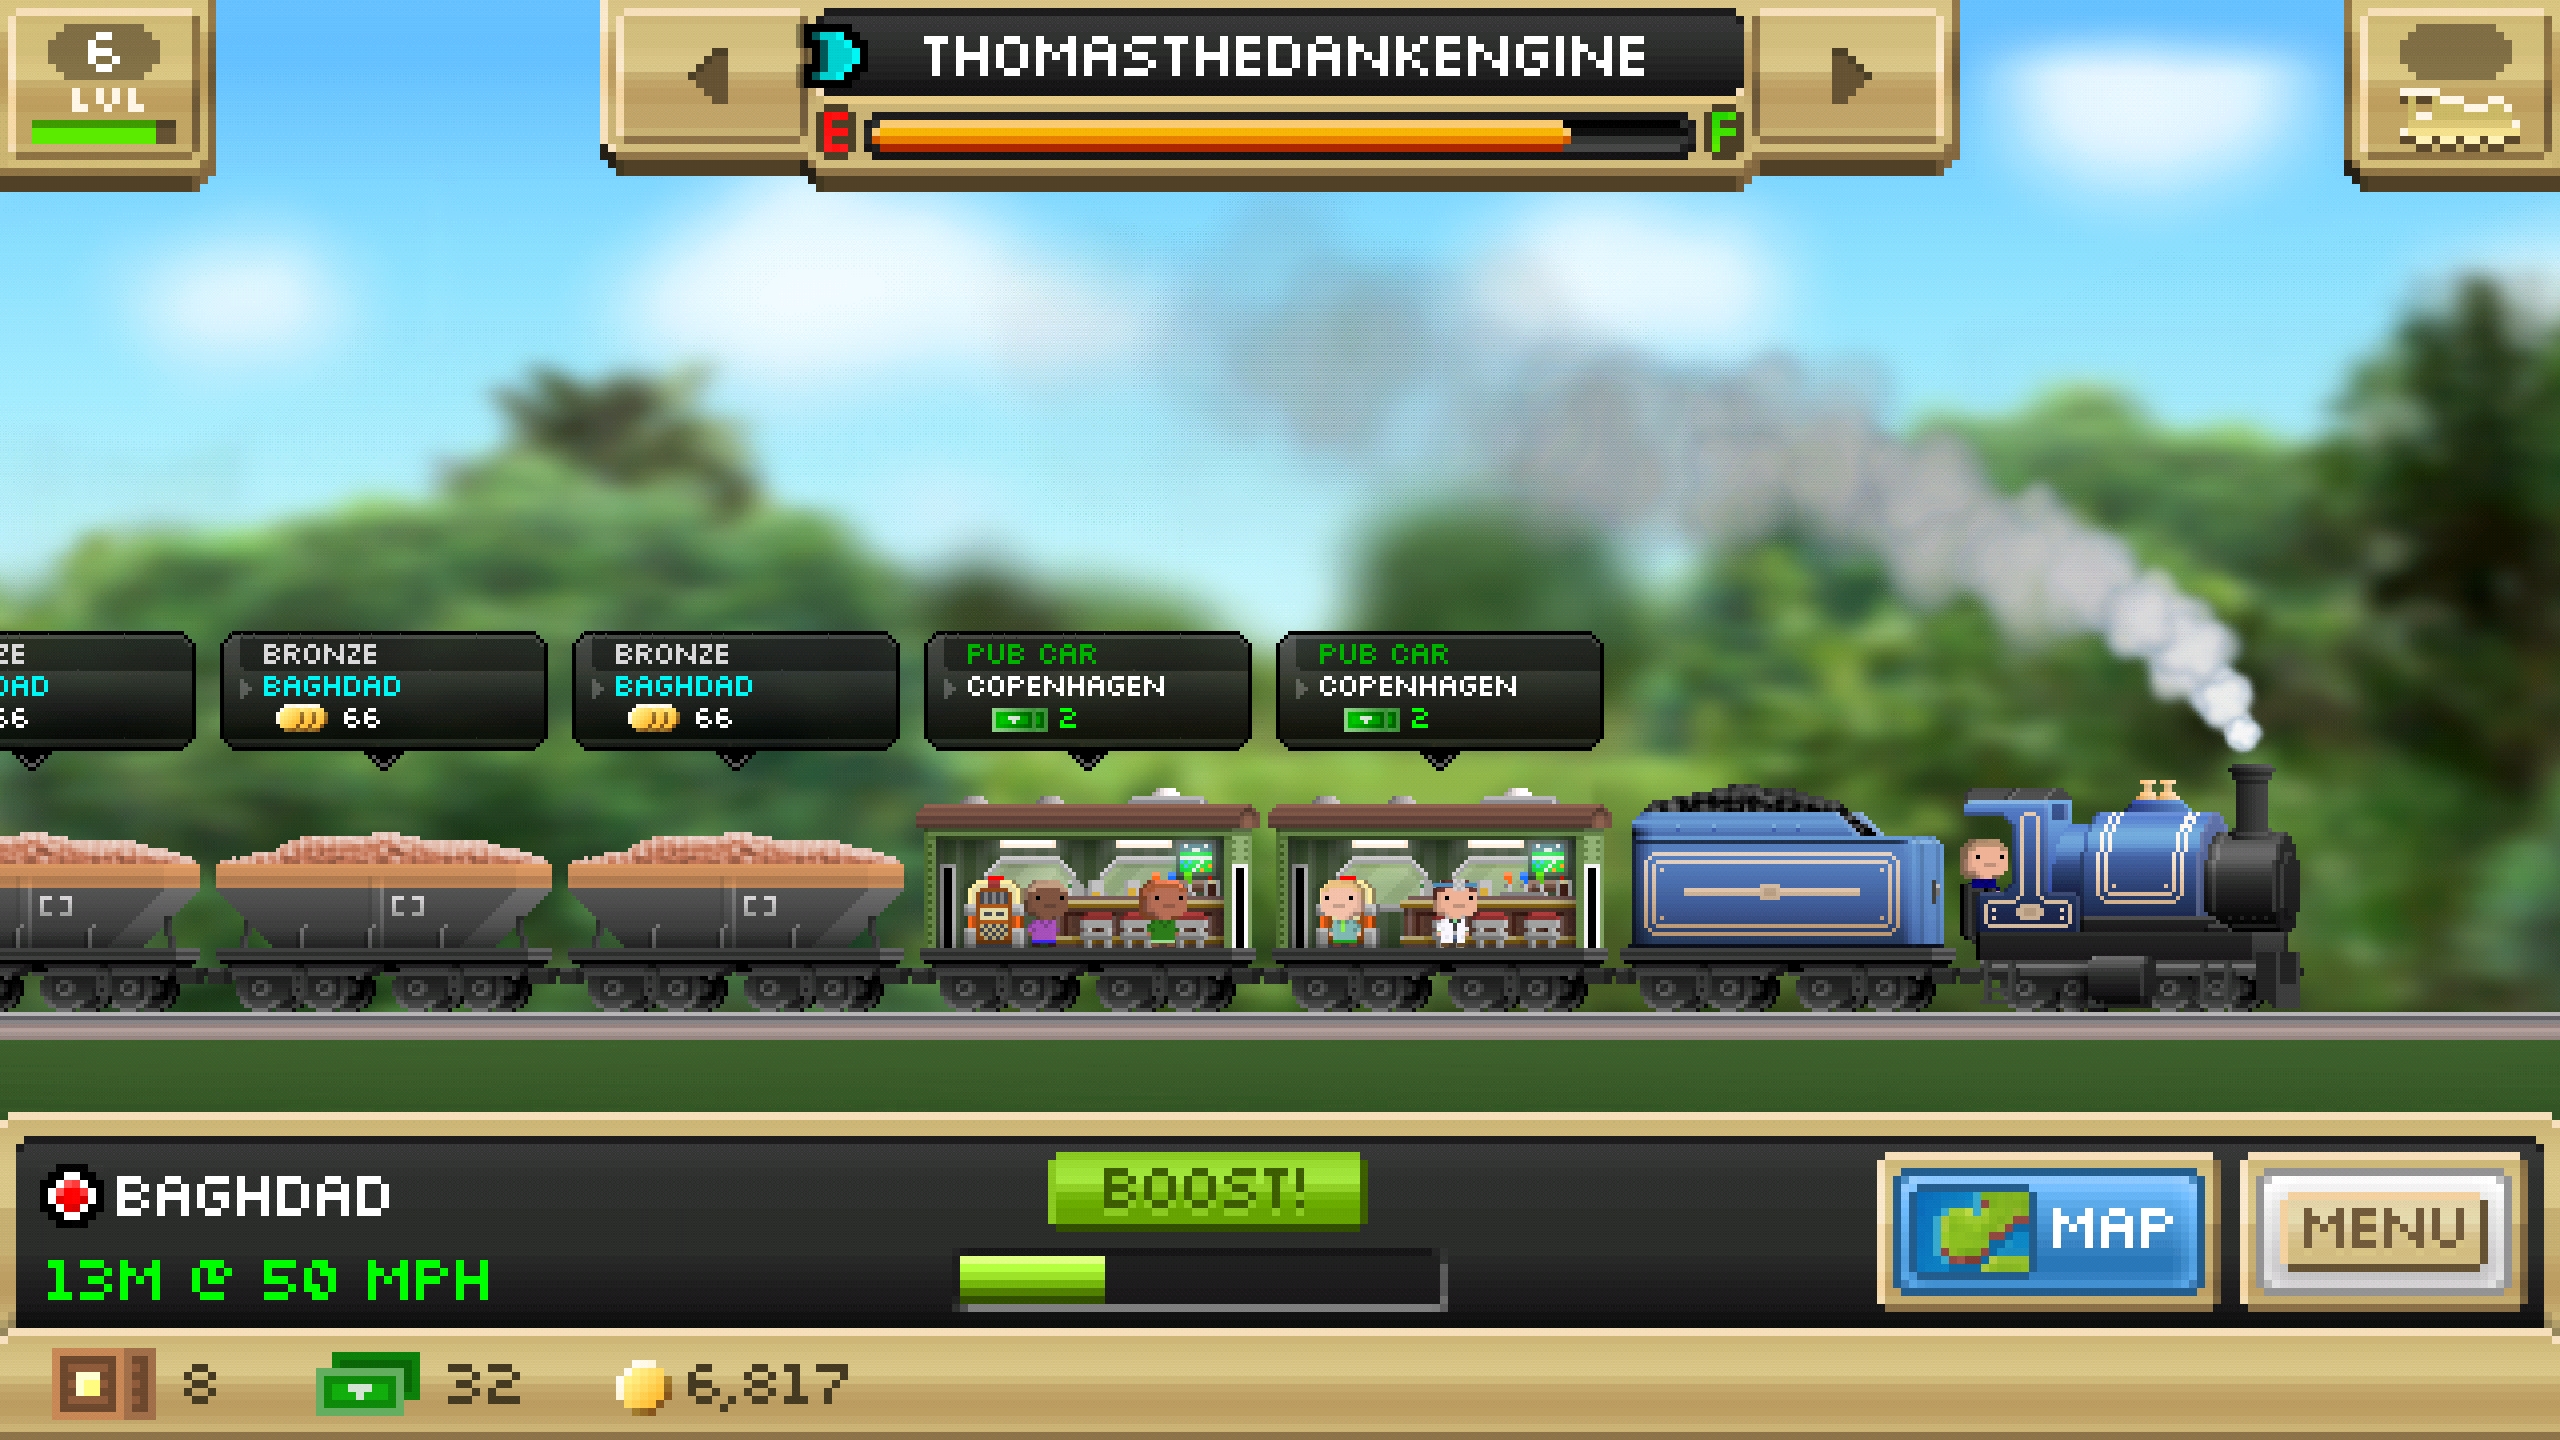 6
LVL
THOMASTHEDANKENGINE
E F
BRONZE
BAGHDAD
66
BRONZE
BAGHDAD
66
PUB CAR
COPENHAGEN
2
PUB CAR
COPENHAGEN
2
BAGHDAD
13M @ 50 MPH
BOOST!
MAP
MENU
8 32 6,817